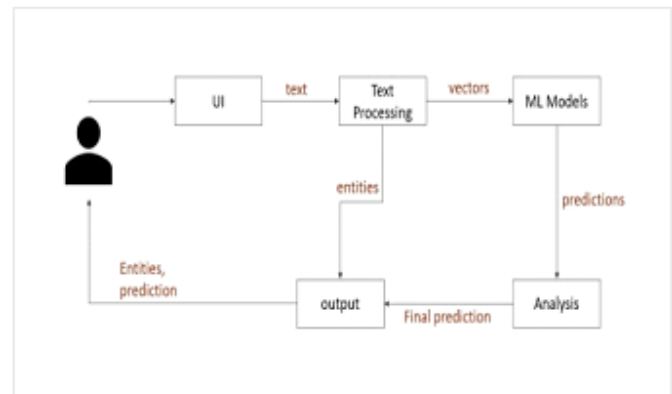 UI
text
Text
Processing
vectors
ML Models
entities
predictions
Entities,
prediction
output
Final prediction
Analysis